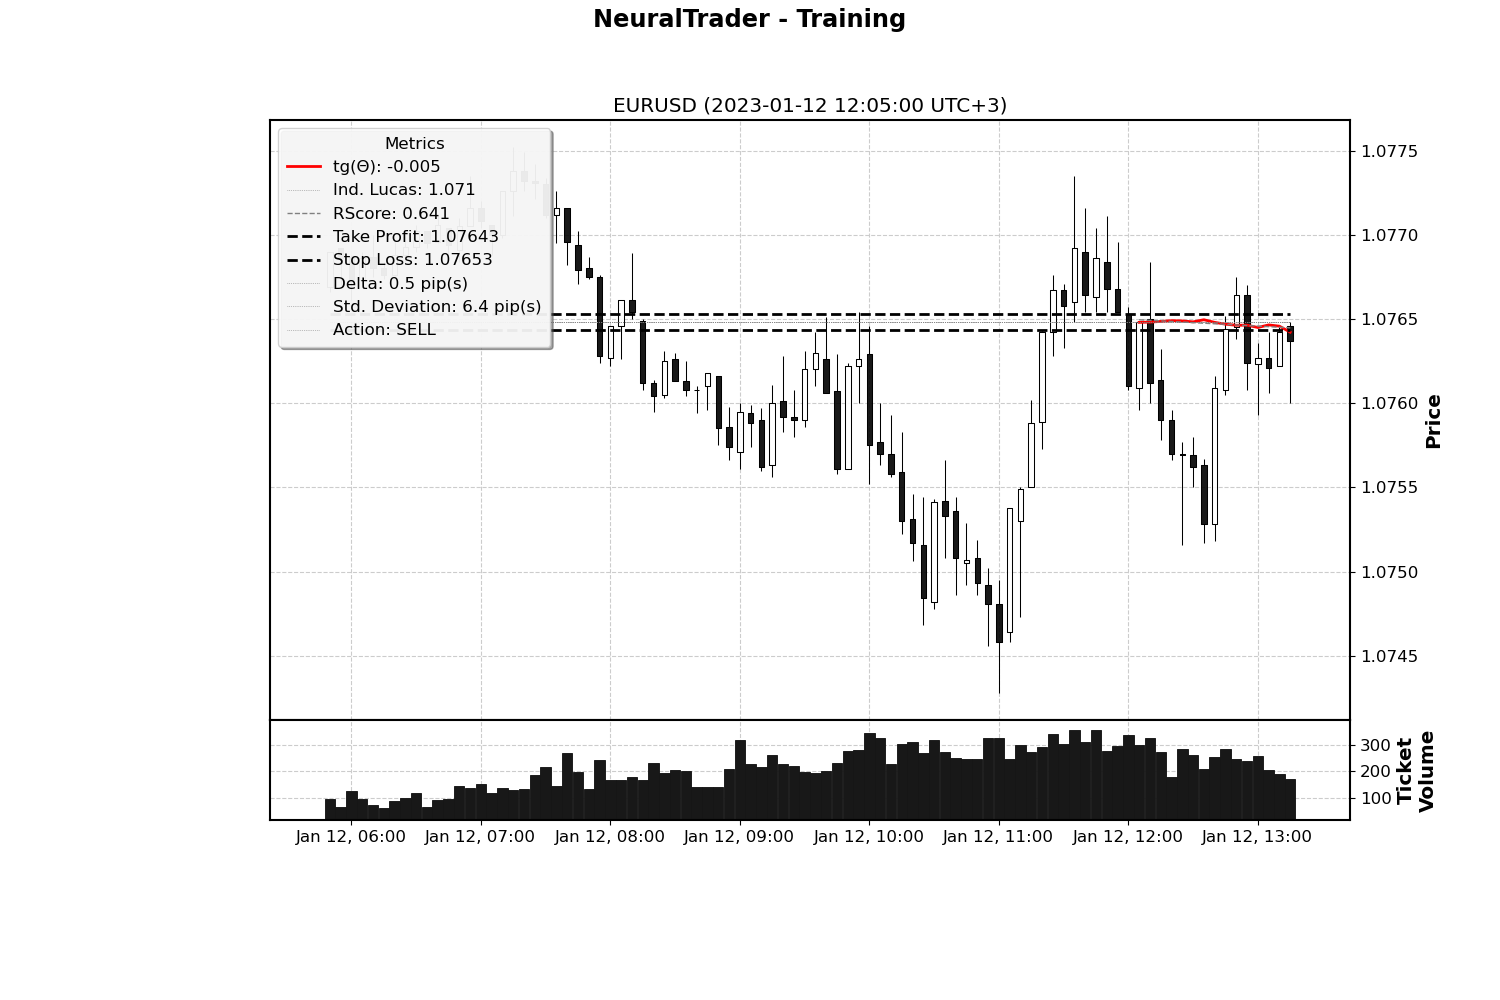 NeuralTrader - Training
EURUSD (2023-01-12 12:05:00 UTC+3)
Metrics
tg(Θ): -0.005
Ind. Lucas: 1.071
RScore: 0.641
Take Profit: 1.07643
Stop Loss: 1.07653
Delta: 0.5 pip(s)
Std. Deviation: 6.4 pip(s)
Action: SELL
1.0775
1.0770
1.0765
1.0760
1.0755
1.0750
1.0745
Price
300
200
100
Ticket
Volume
Jan 12, 06:00
Jan 12, 07:00
Jan 12, 08:00
Jan 12, 09:00
Jan 12, 10:00
Jan 12, 11:00
Jan 12, 12:00
Jan 12, 13:00